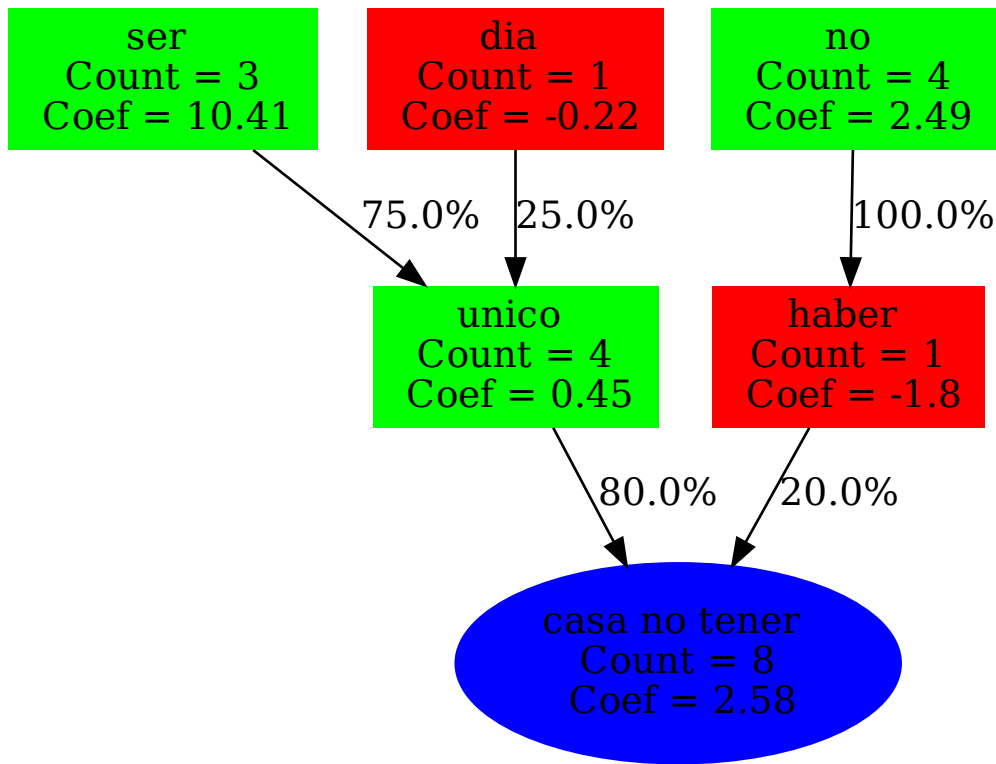 ser
Count = 3
Coef = 10.41
dia
Count = 1
Coef = -0.22
no
Count = 4
Coef = 2.49
75.0%
25.0%
100.0%
unico
Count = 4
Coef = 0.45
haber
Count = 1
Coef = -1.8
80.0%
20.0%
casa no tener
Count = 8
Coef = 2.58